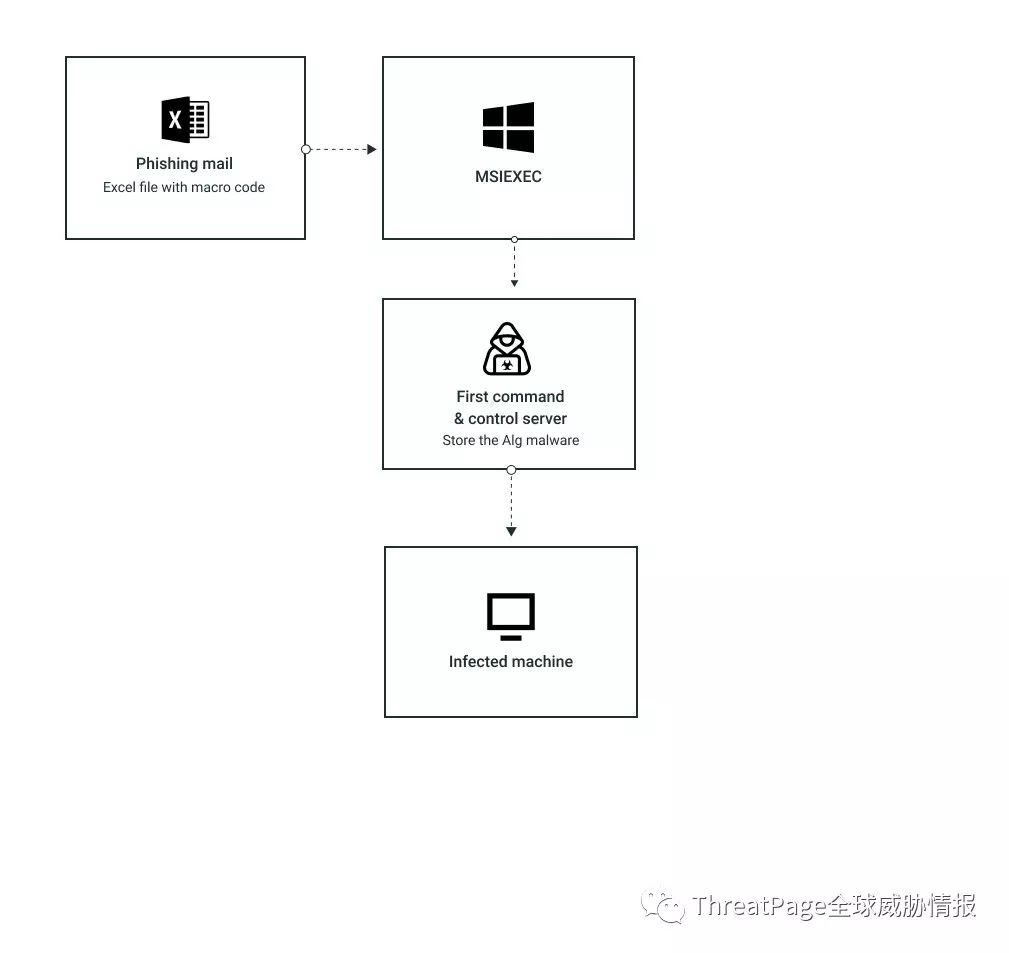 Phishing mail
Excel file with macro code
MSIEXEC
First command
& control server
Store the Alg malware
Infected machine
ThreatPage全球威胁情报